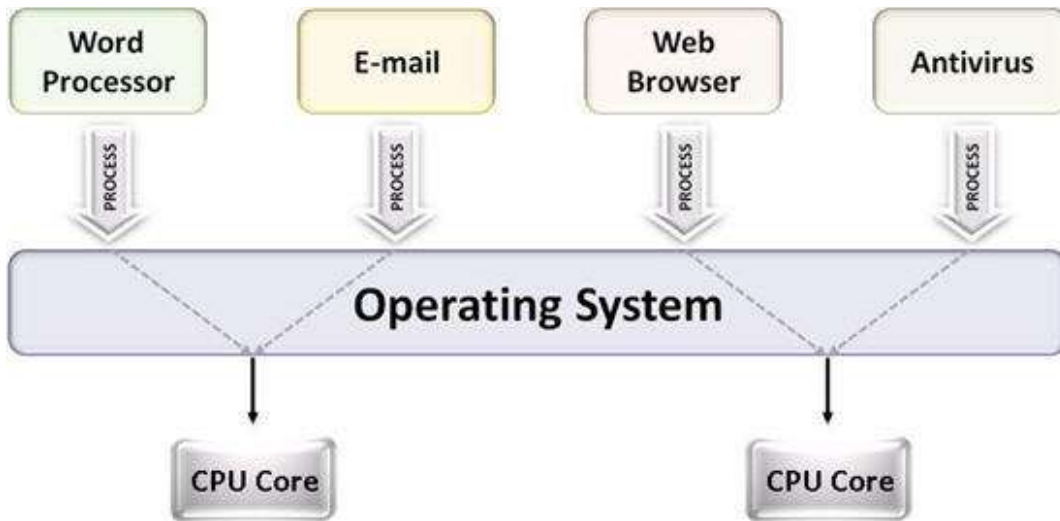 Word
Processor
E-mail
Web
Browser
Antivirus
PROCESS
PROCESS
PROCESS
PROCESS
Operating System
CPU Core
CPU Core